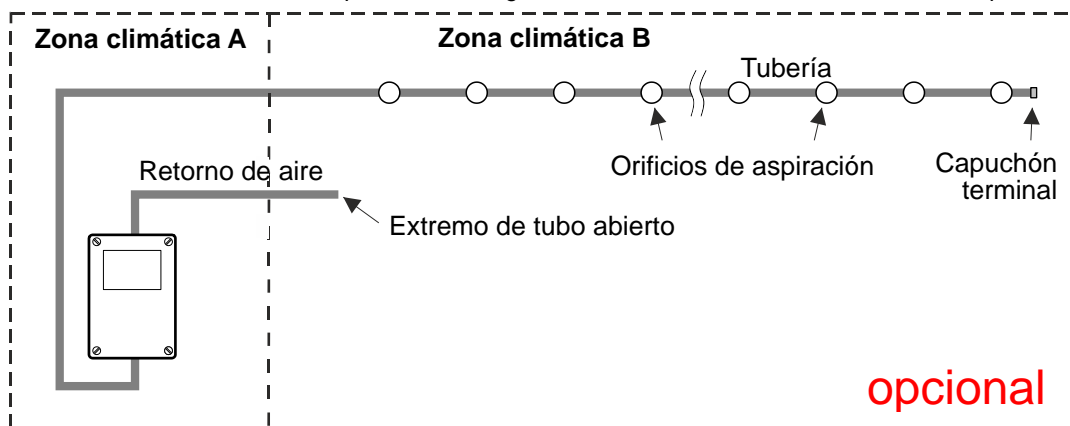 Zona climática A
Zona climática B
Tubería
Orificios de aspiración
Capuchón
terminal
Retorno de aire
Extremo de tubo abierto
opcional